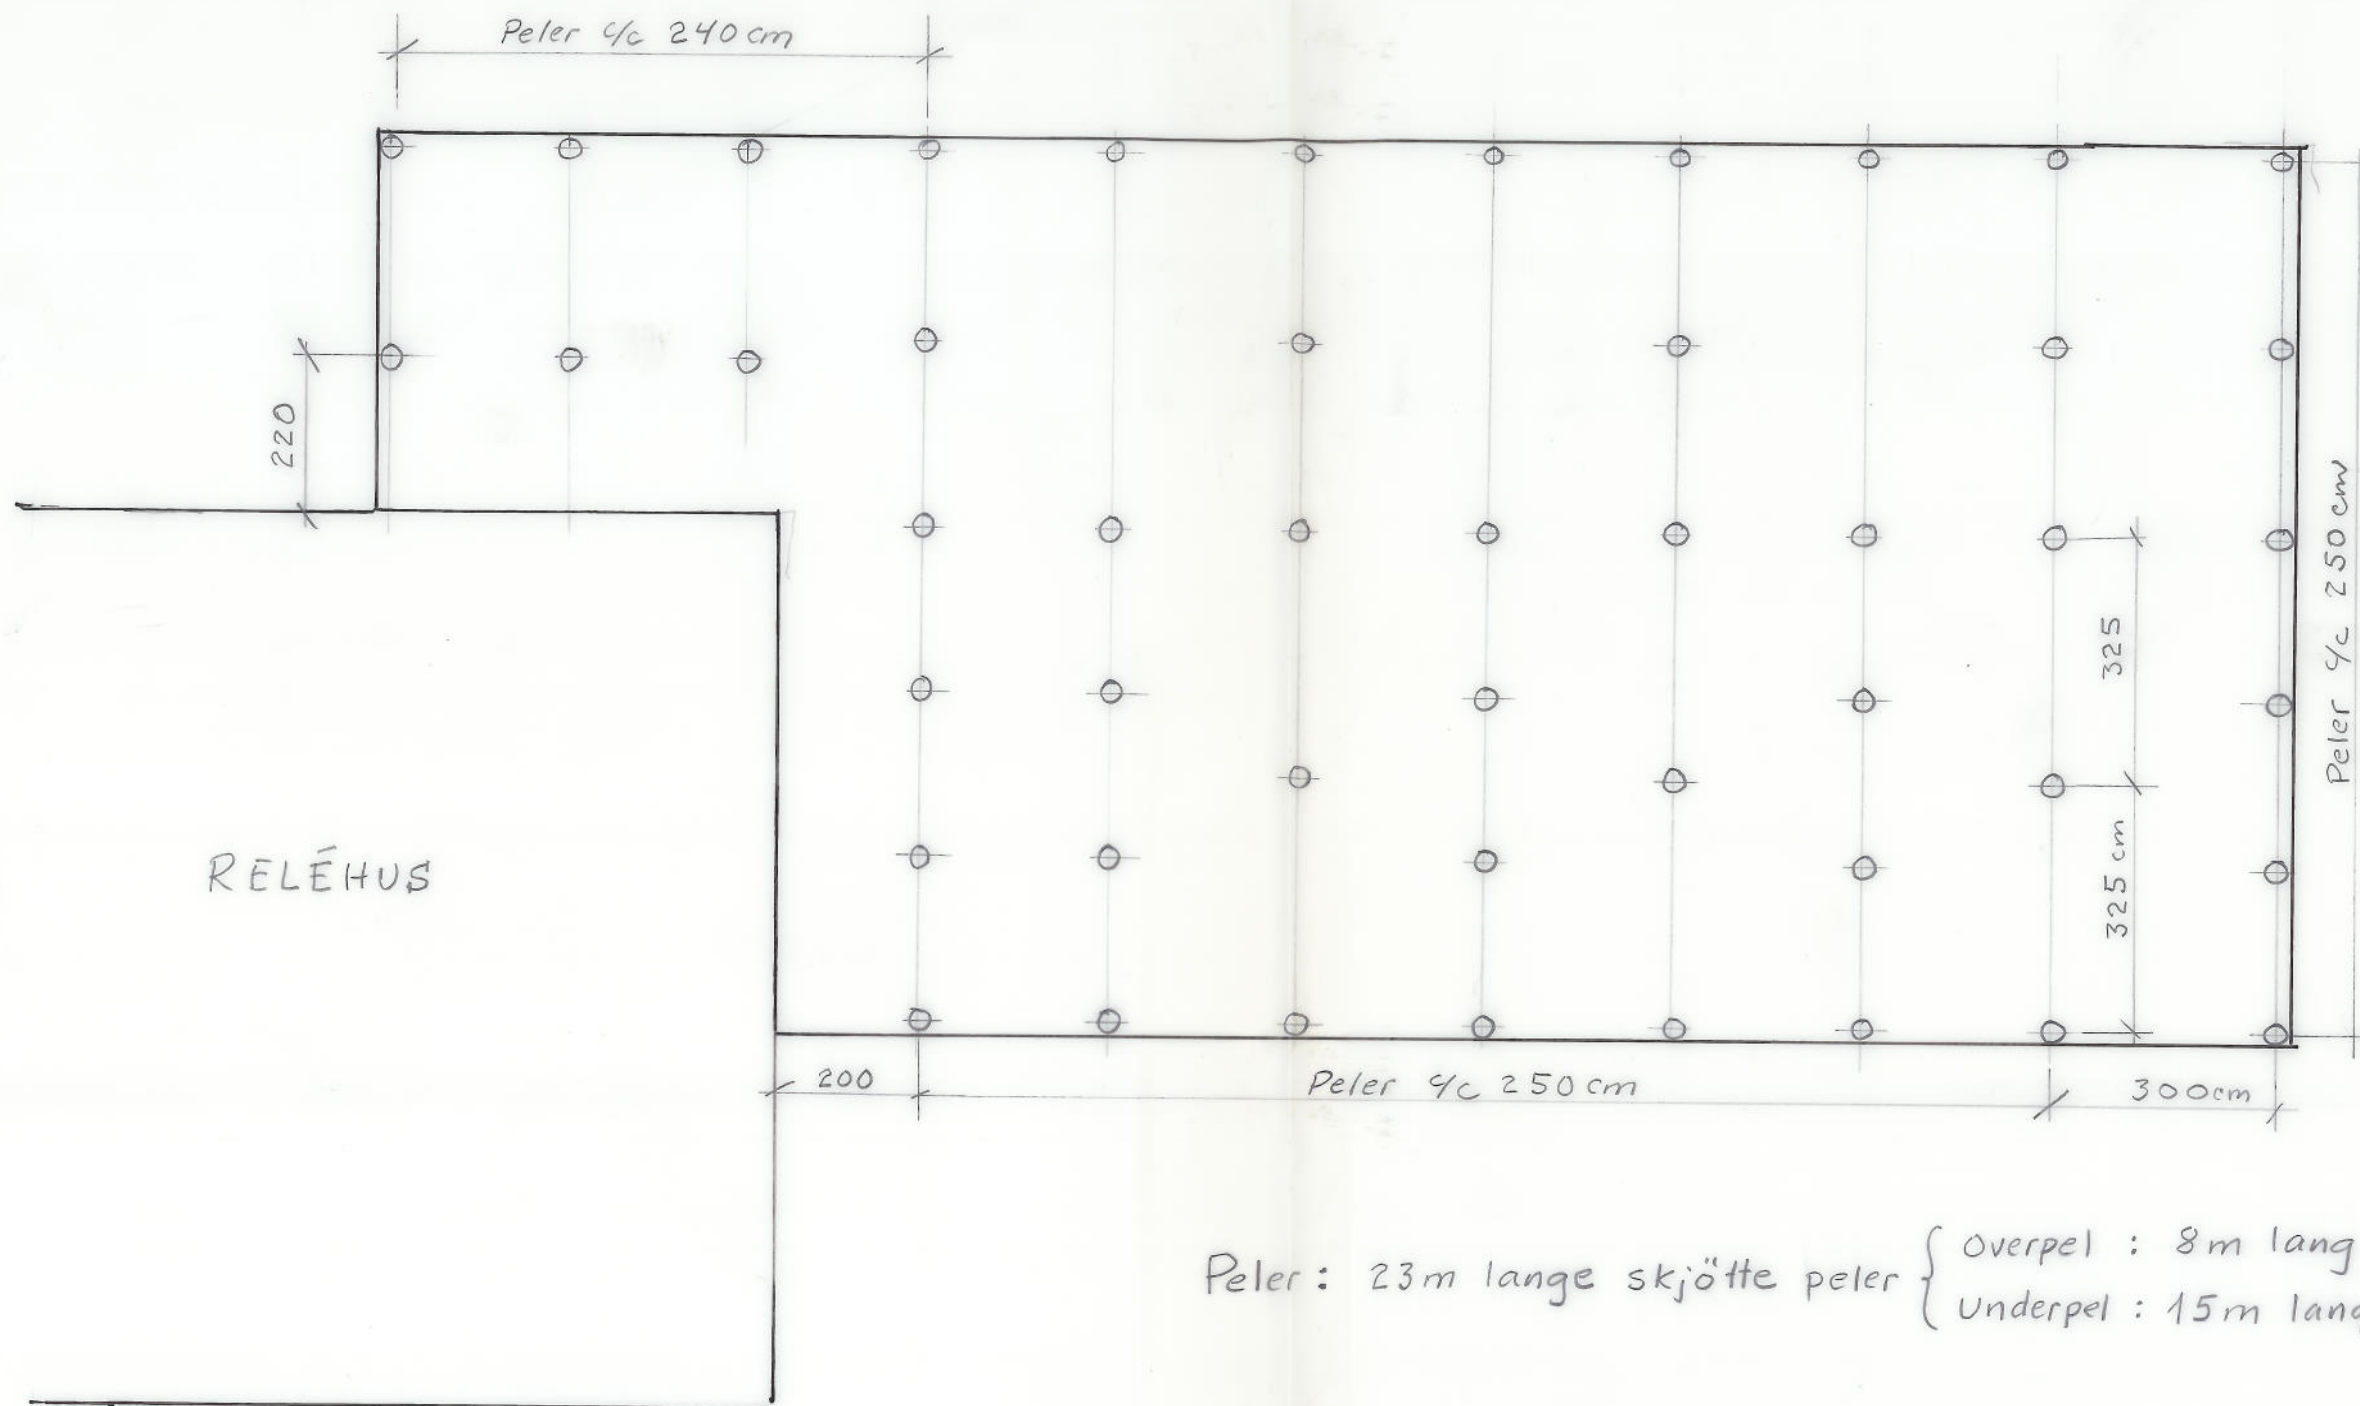 Peler c/c 240 cm
220
RELÉHUS
Peler c/c 250 cm
325
325 cm
200
Peler c/c 250 cm
300cm
Peler: 23m lange skjötte peler
overpel : 8m lang
underpel : 15m lang